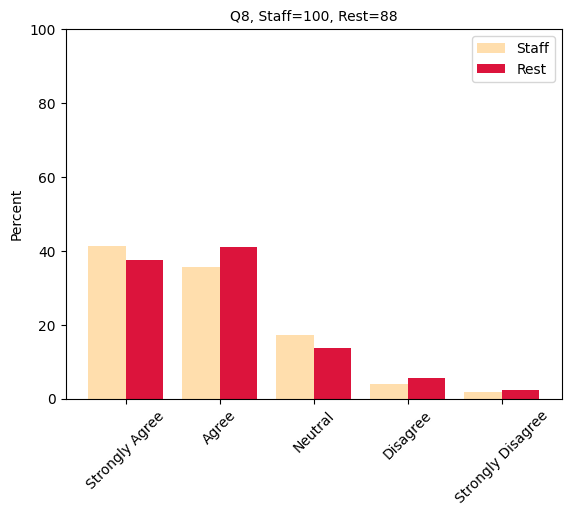 Q8, Staff=100, Rest=88
100
80
60
40
20
0
Percent
Staff
Rest
Strongly Agree
Agree
Neutral
Disagree
Strongly Disagree